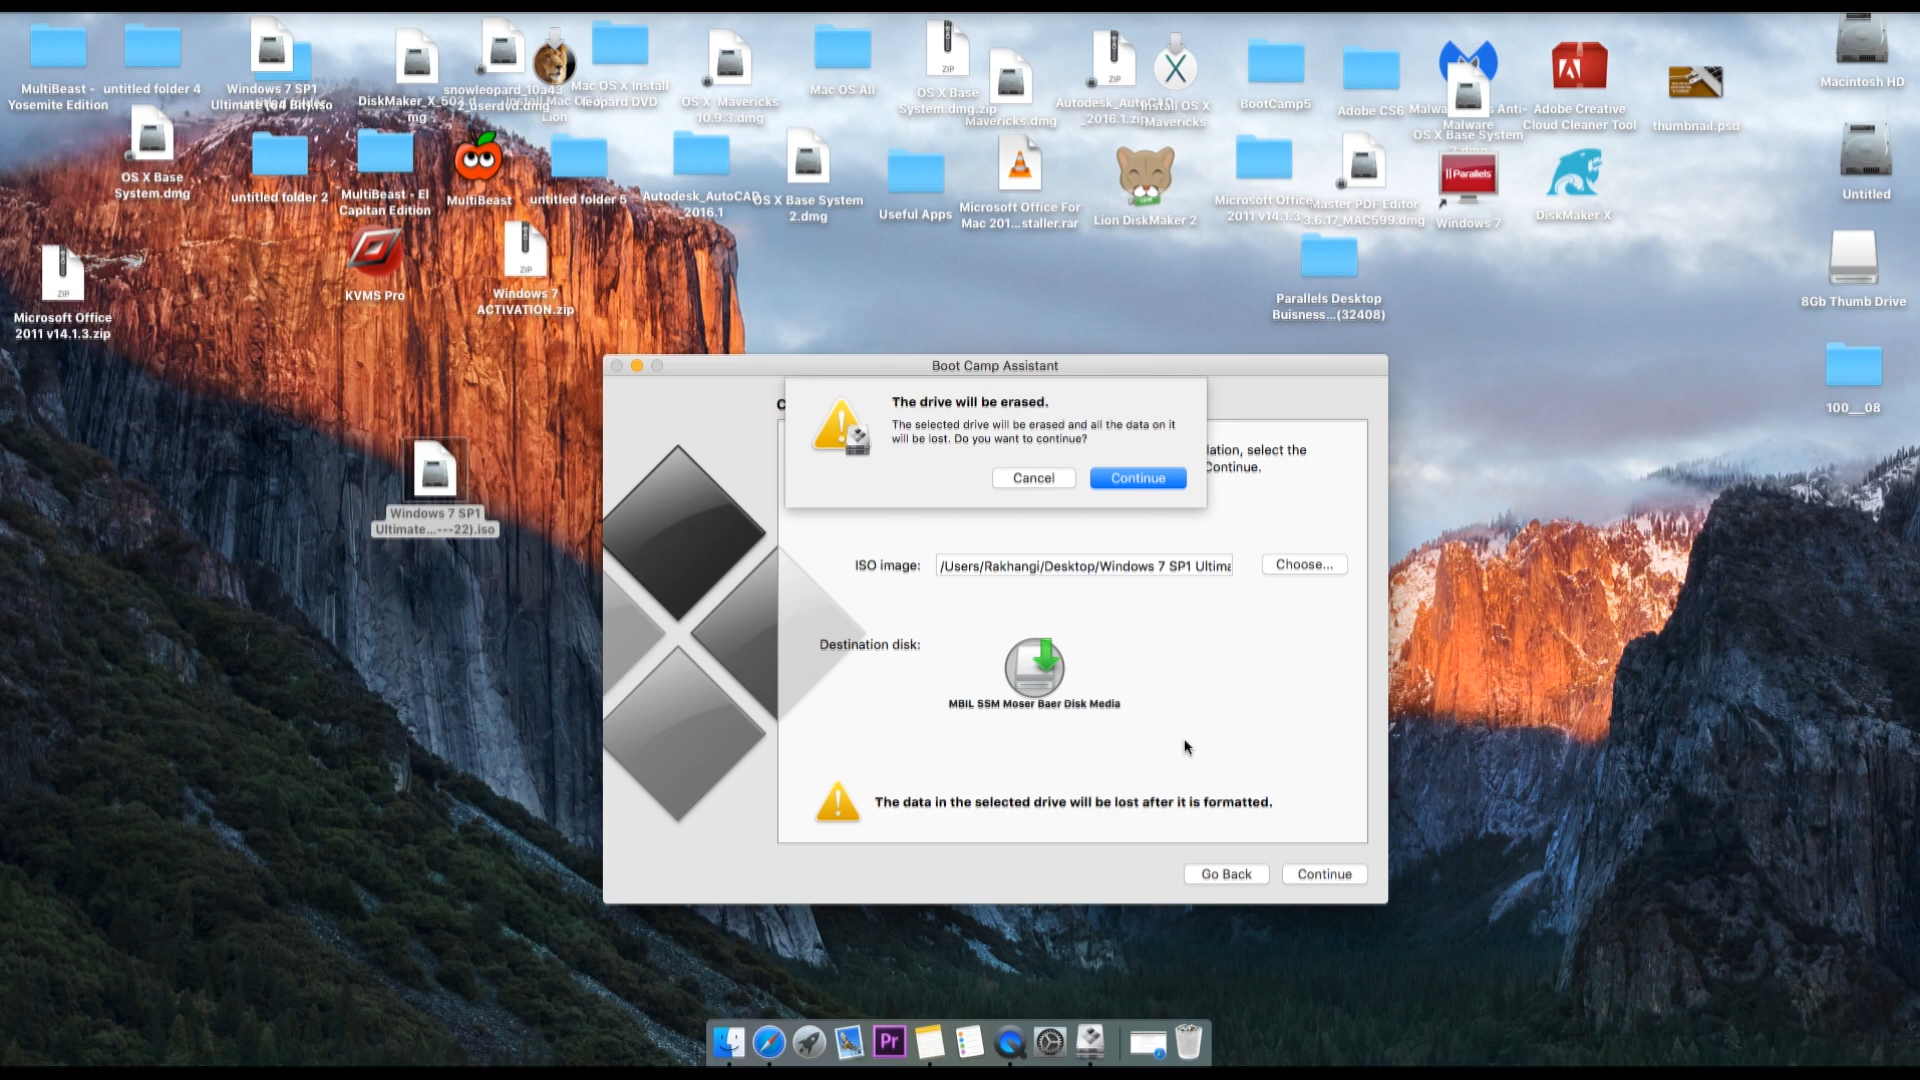 MultiBeast -
Yosemite Edition
untitled folder 4
Windows 7 SP1
Ultimate (64 Bit).iso
DiskMaker_X_502.d
mg
snowleopard_10a43
2_userdvd.dmg
Lion
Mac OS X Install
leopard DVD
OS X Mavericks
10.9.3.dmg
Mac OS All
OS X Base
System.dmg.zip
Mavericks.dmg
Autodesk_AutoCAD
_2016.1.zip
Install OS X
Mavericks
BootCamp5
Adobe CS6
Malwarebytes Anti-
Malware
OS X Base System
Adobe Creative
Cloud Cleaner Tool
thumbnail.psd
Macintosh HD
OS X Base
System.dmg
untitled folder 2
MultiBeast - El
Capitan Edition
MultiBeast
untitled folder 5
Autodesk_AutoCAD
_2016.1
OS X Base System
2.dmg
Useful Apps
Microsoft Office For
Mac 201...staller.rar
Lion DiskMaker 2
Microsoft Office
2011 v14.1.3
Master PDF Editor
3.6.17_MAC599.dmg
|| Parallels
Windows 7
DiskMaker X
Untitled
ZIP
ZIP
ZIP
ZIP
Microsoft Office
2011 v14.1.3.zip
KVMS Pro
Windows 7
ACTIVATION.zip
Parallels Desktop
Buisness...(32408)
8Gb Thumb Drive
100__08
Windows 7 SP1
Ultimate...---22).iso
Boot Camp Assistant
The drive will be erased.
The selected drive will be erased and all the data on it
will be lost. Do you want to continue?
Cancel
Continue
C
lation, select the
Continue.
ISO image:
/Users/Rakhangi/Desktop/Windows 7 SP1 Ultima
Choose...
Destination disk:
MBIL SSM Moser Baer Disk Media
The data in the selected drive will be lost after it is formatted.
Go Back
Continue
Pr